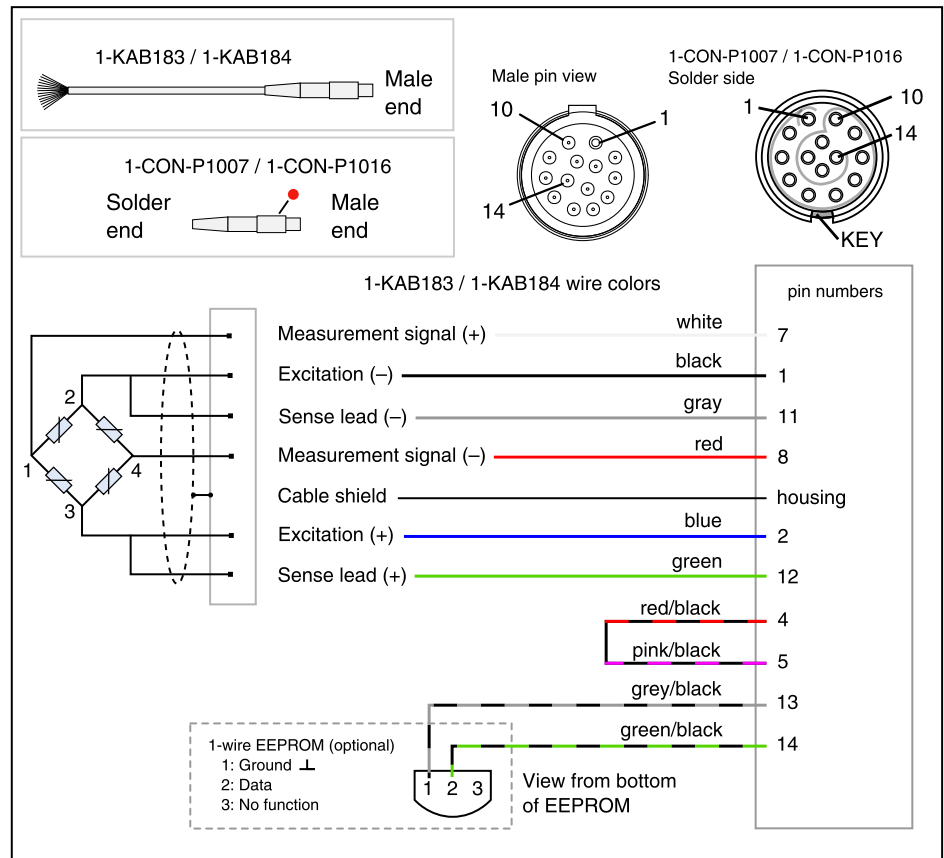 1-KAB183 / 1-KAB184
Male
end
1-CON-P1007 / 1-CON-P1016
Solder
end
Male
end
Male pin view
10
1
14
1-CON-P1007 / 1-CON-P1016
Solder side
1
10
14
KEY
1-KAB183 / 1-KAB184 wire colors
pin numbers
Measurement signal (+)
white
7
Excitation (–)
black
1
Sense lead (–)
gray
11
Measurement signal (–)
red
8
Cable shield
housing
Excitation (+)
blue
2
Sense lead (+)
green
12
2
1
4
3
red/black
4
pink/black
5
grey/black
13
green/black
14
1-wire EEPROM (optional)
1: Ground
2: Data
3: No function
1 2 3
View from bottom
of EEPROM